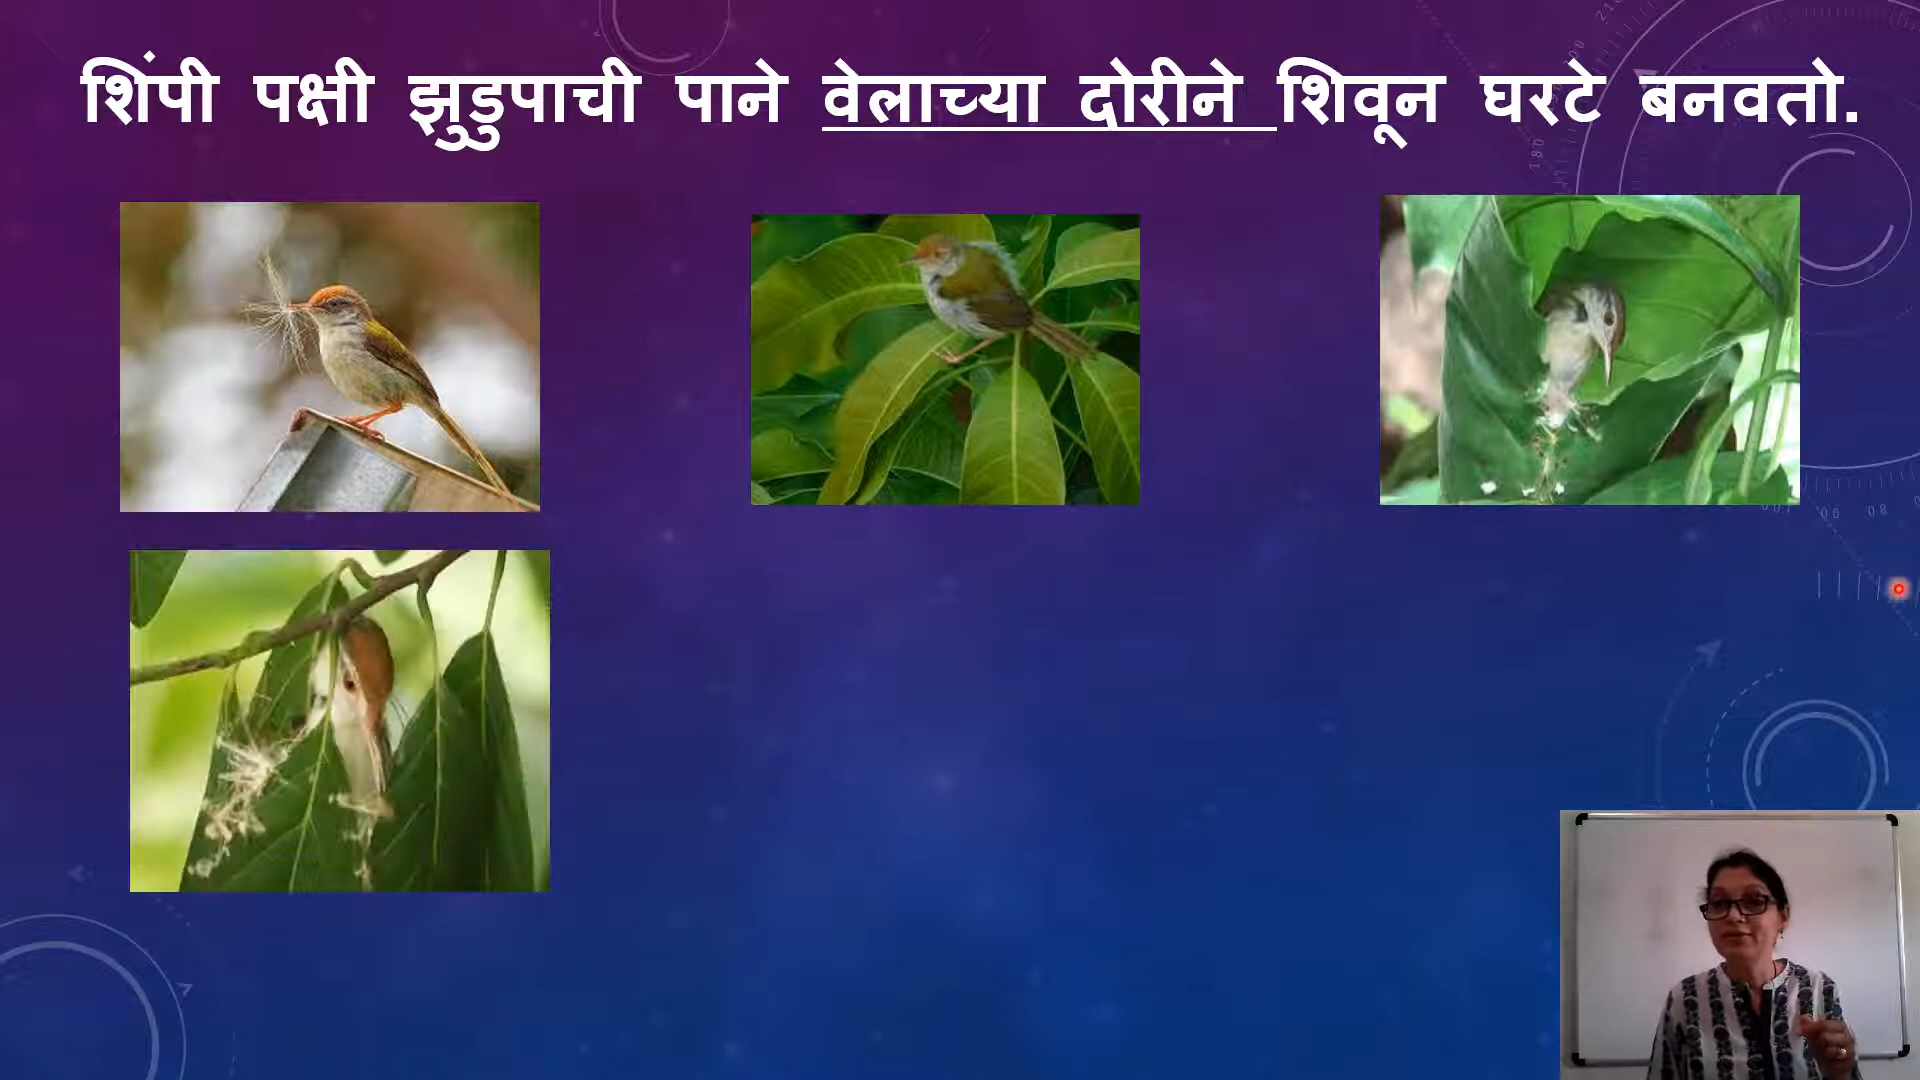 शिंपी पक्षी झुडुपाची पाने वेलाच्या दोरीने शिवून घरटे बनवतो.